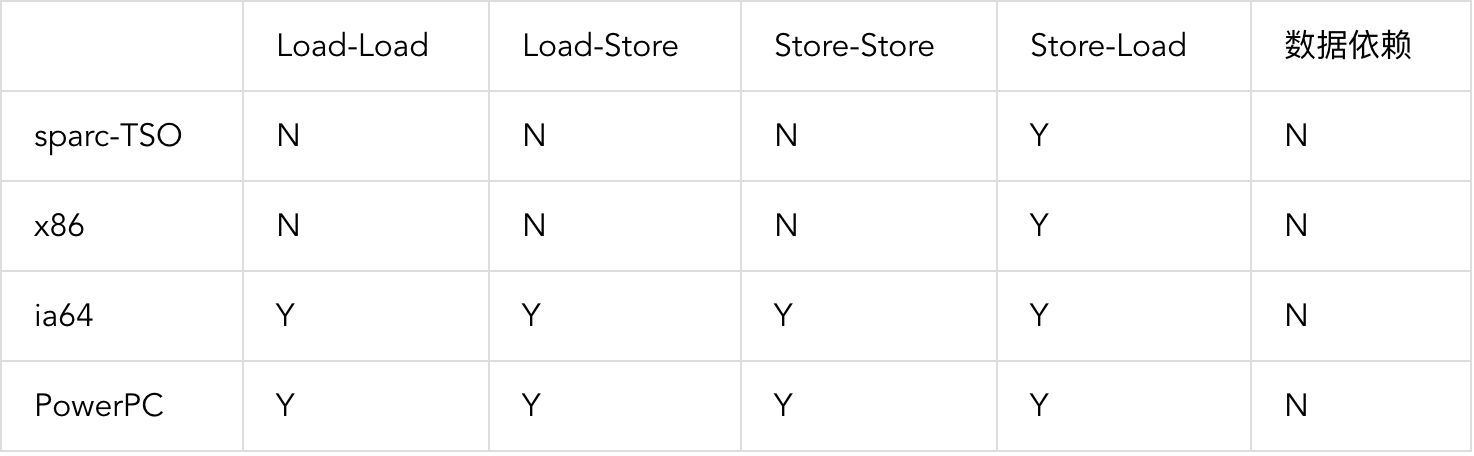 Load-Load Load-Store Store-Store Store-Load 数据依赖
sparc-TSO N N N Y N
x86 N N N Y N
ia64 Y Y Y Y N
PowerPC Y Y Y Y N